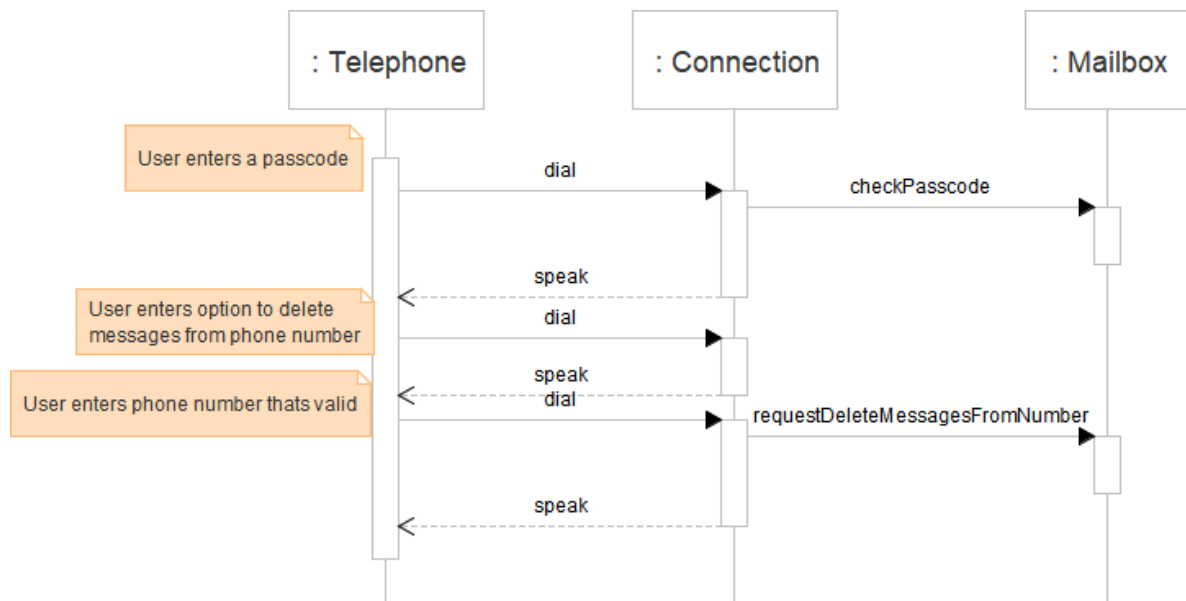 : Telephone
: Connection
: Mailbox
User enters a passcode
dial
checkPasscode
speak
User enters option to delete
messages from phone number
dial
speak
User enters phone number thats valid
dial
requestDeleteMessagesFromNumber
speak